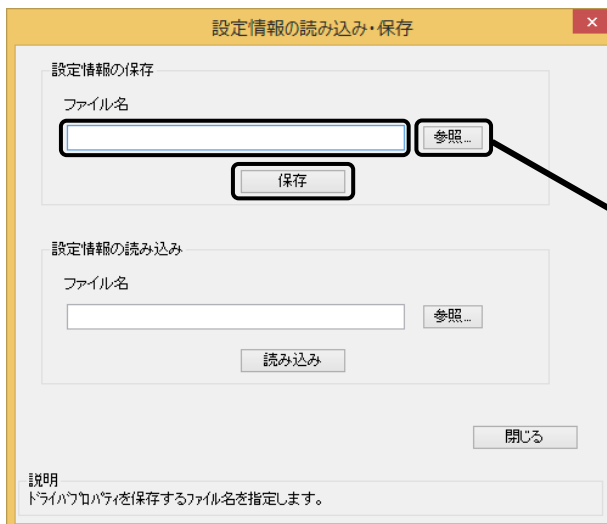 設定情報の読み込み・保存
設定情報の保存
ファイル名
参照...
保存
設定情報の読み込み
ファイル名
参照...
読み込み
閉じる
説明
ドライバプロパティを保存するファイル名を指定します。